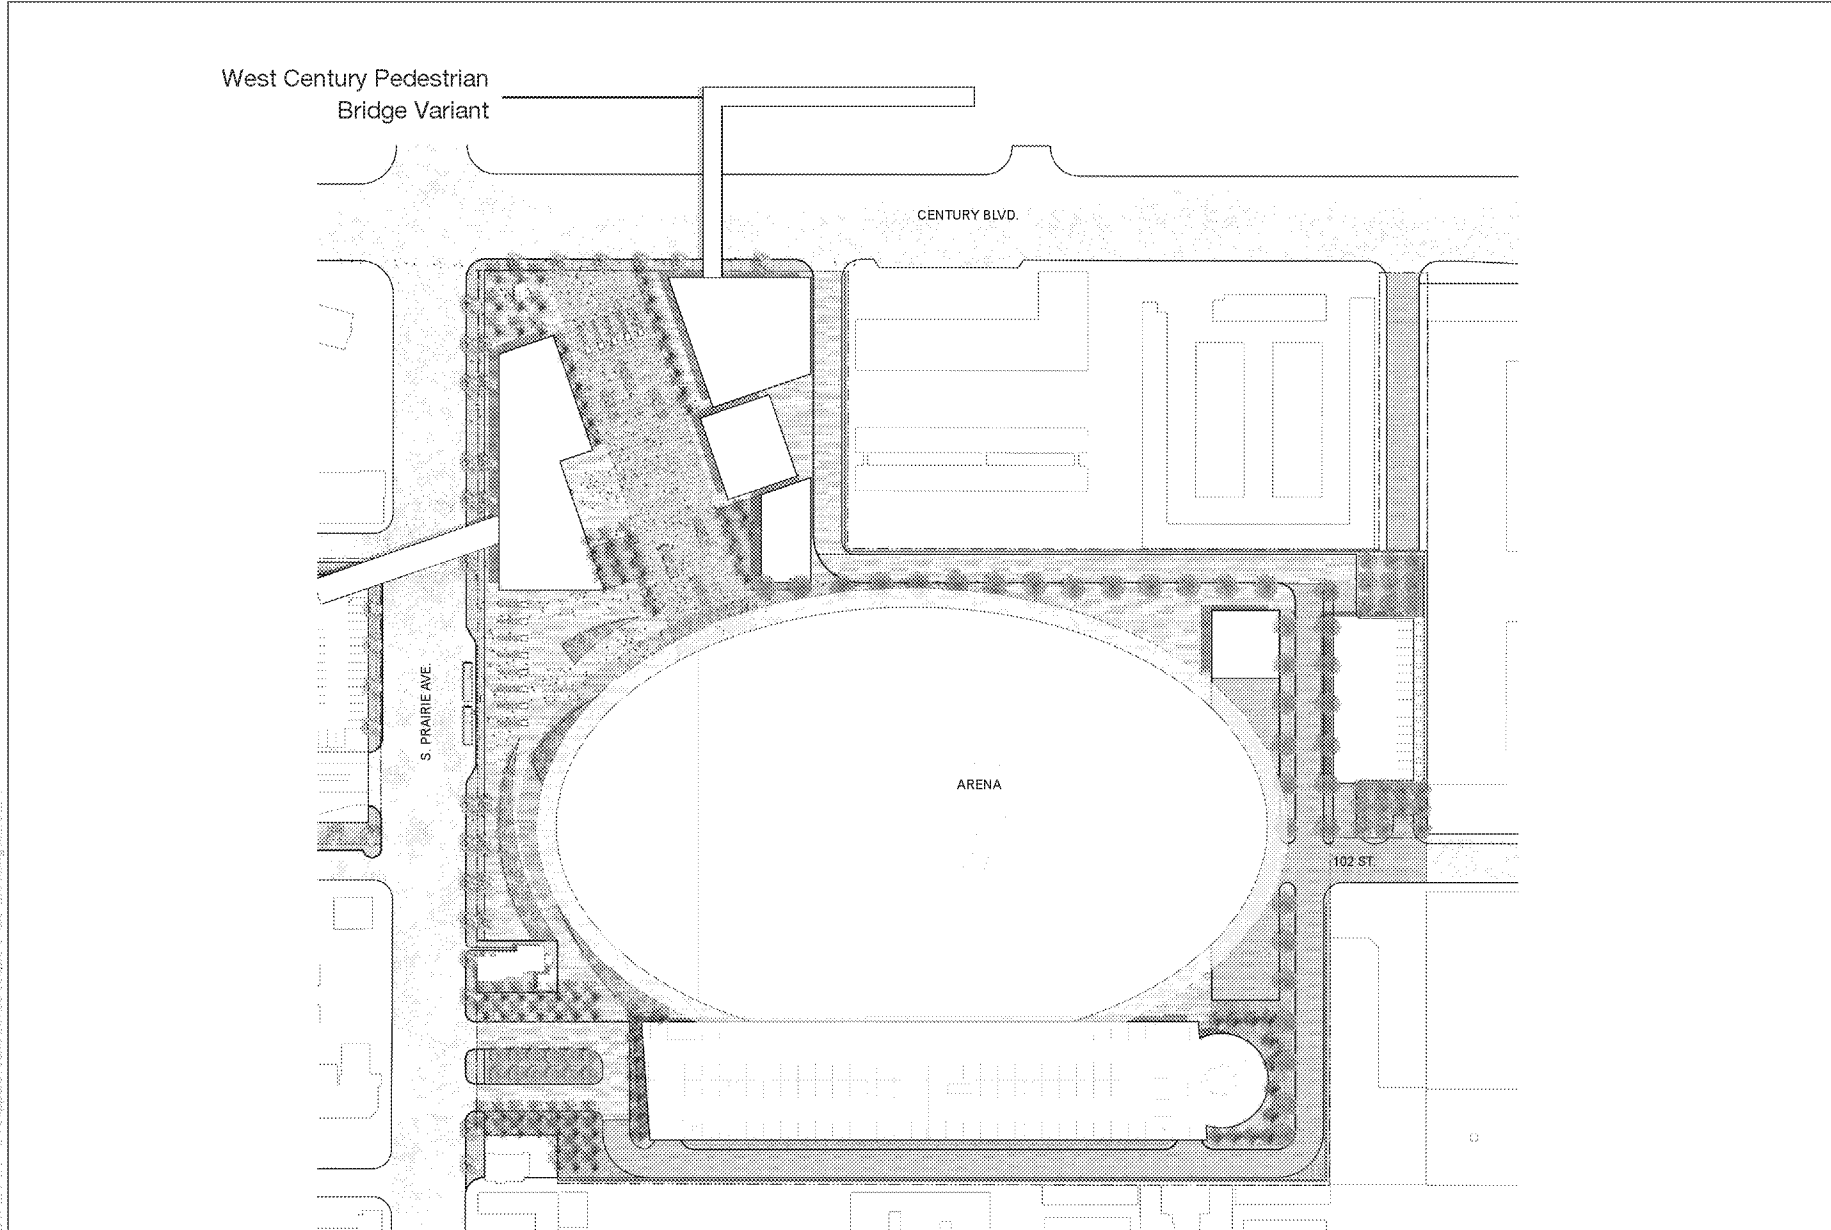 West Century Pedestrian
Bridge Variant
CENTURY BLVD.
S. PRAIRIE AVE.
ARENA
102 ST.